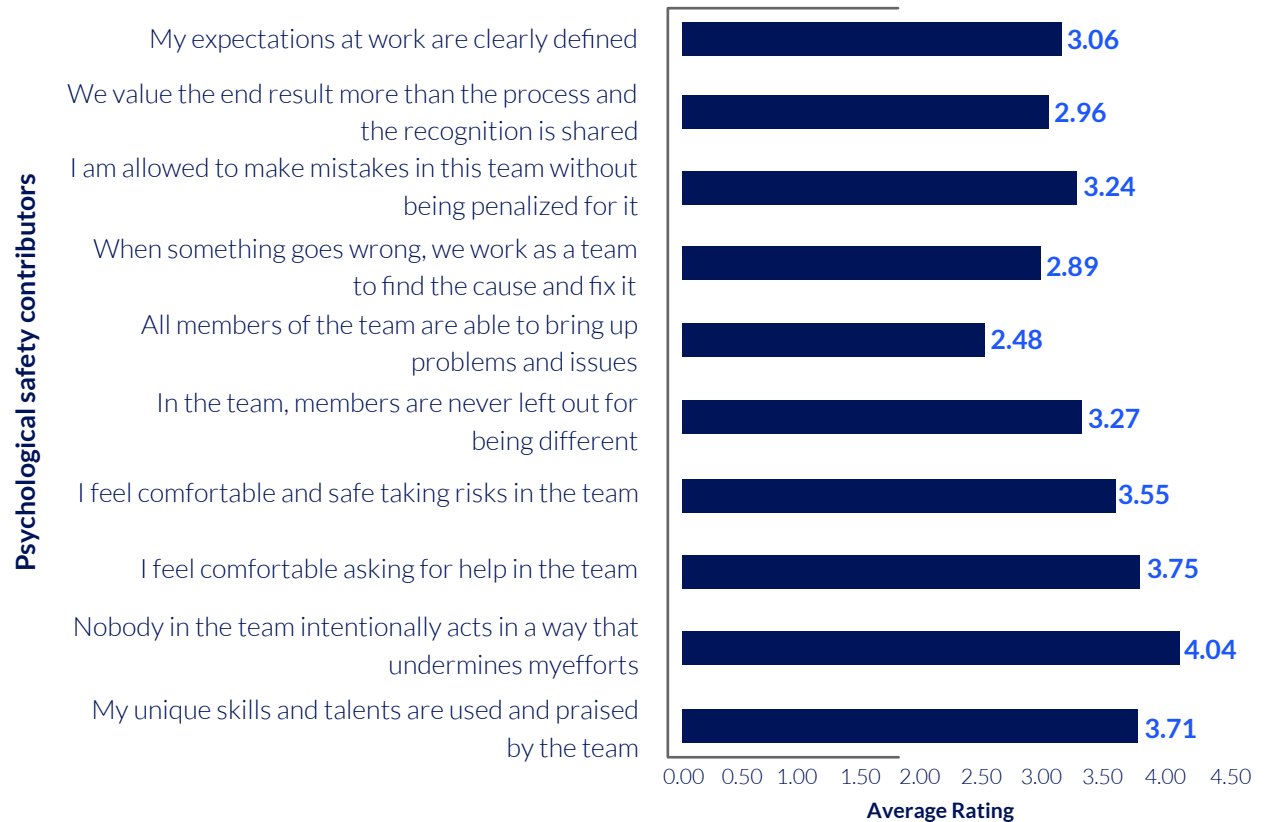 My expectations at work are clearly defined
3.06
We value the end result more than the process and
the recognition is shared
2.96
I am allowed to make mistakes in this team without
being penalized for it
3.24
When something goes wrong, we work as a team
to find the cause and fix it
2.89
All members of the team are able to bring up
problems and issues
2.48
In the team, members are never left out for
being different
3.27
I feel comfortable and safe taking risks in the team
3.55
I feel comfortable asking for help in the team
3.75
Nobody in the team intentionally acts in a way that
undermines myefforts
4.04
My unique skills and talents are used and praised
by the team
3.71
Psychological safety contributors
0.00 0.50 1.00 1.50 2.00 2.50 3.00 3.50 4.00 4.50
Average Rating